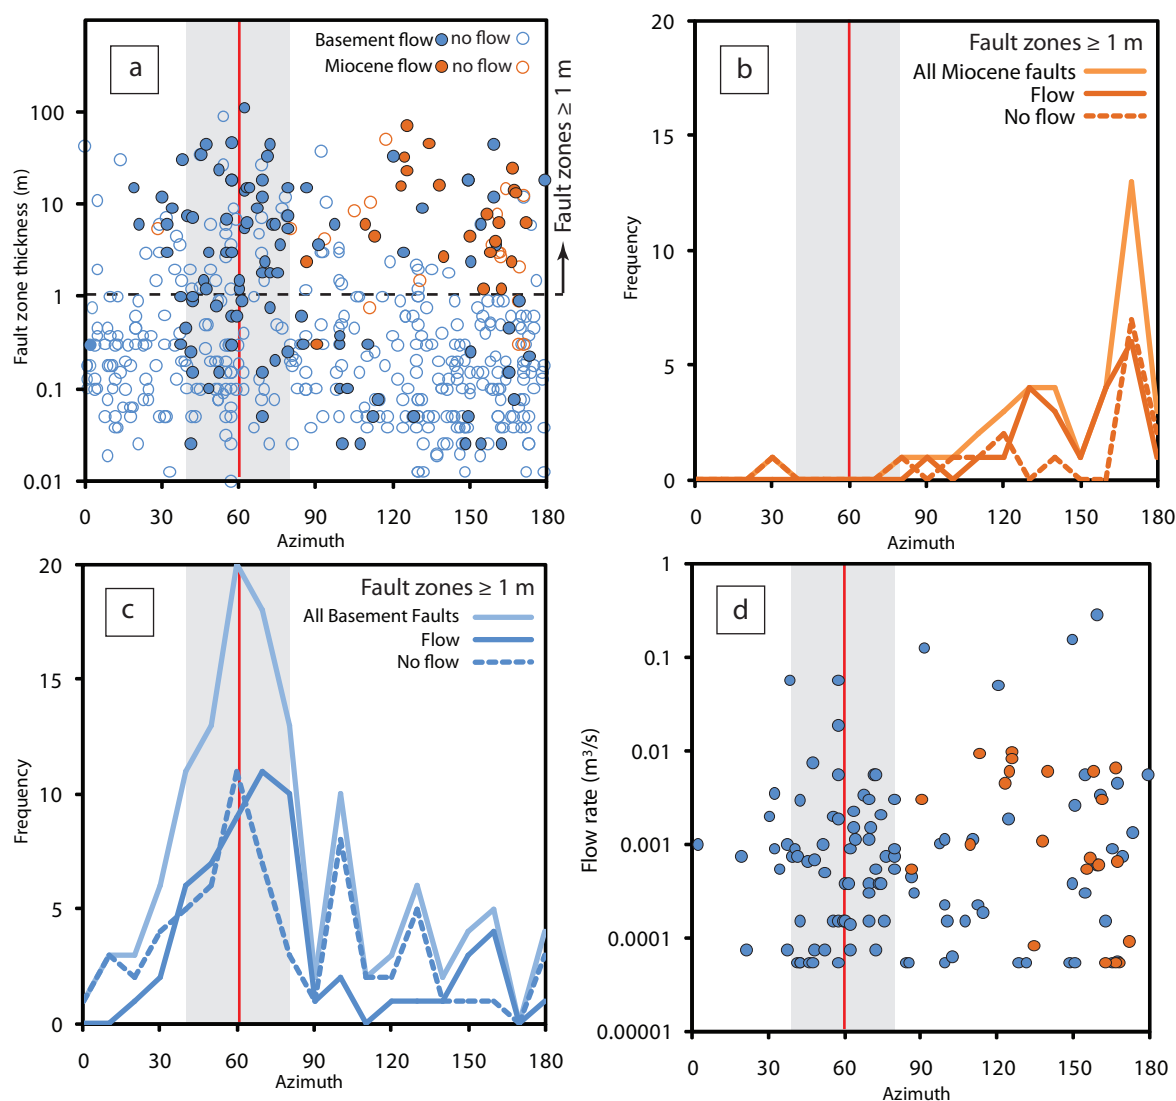 a
Basement flow no flow
Miocene flow no flow
Fault zones ≥ 1 m
Fault zone thickness (m)
100
10
1
0.1
0.01
0 30 60 90 120 150 180
Azimuth
b
Fault zones ≥ 1 m
All Miocene faults
Flow
No flow
Frequency
20
15
10
5
0
0 30 60 90 120 150 180
Azimuth
c
Fault zones ≥ 1 m
All Basement Faults
Flow
No flow
Frequency
20
15
10
5
0
0 30 60 90 120 150 180
Azimuth
d
Flow rate (m³/s)
1
0.1
0.01
0.001
0.0001
0.00001
0 30 60 90 120 150 180
Azimuth